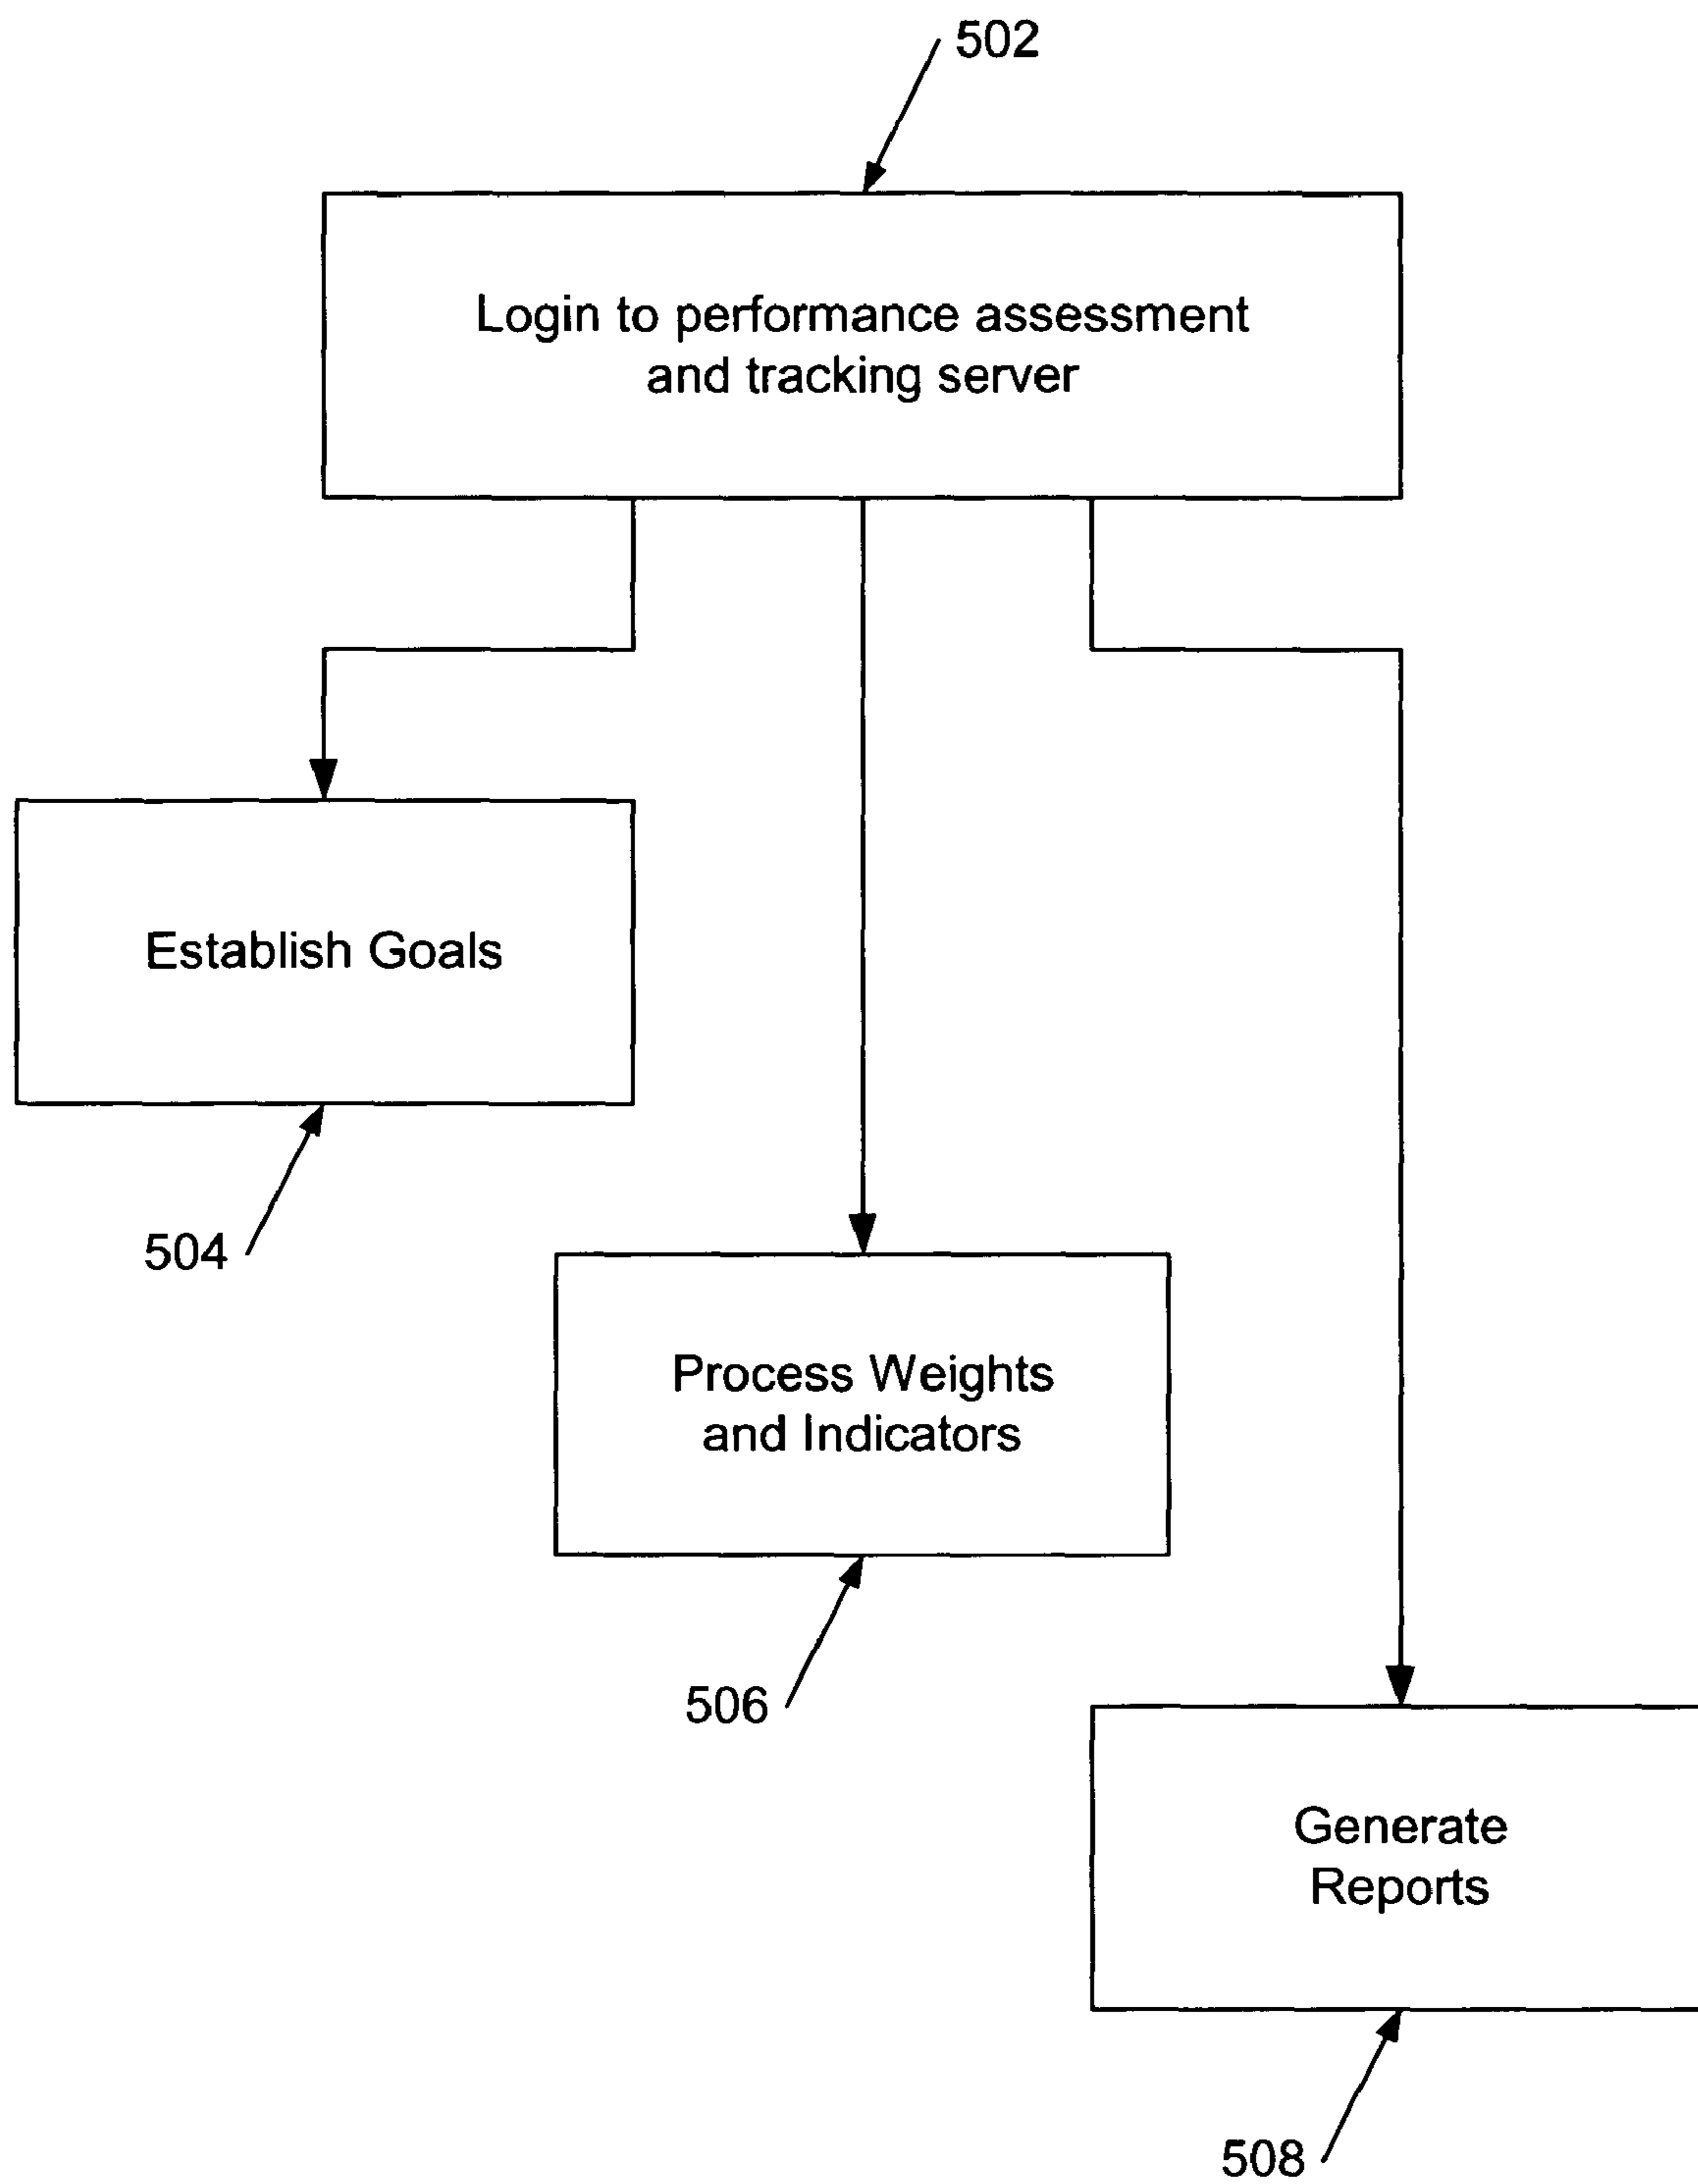 502
Login to performance assessment
and tracking server
Establish Goals
504
Process Weights
and Indicators
506
Generate
Reports
508